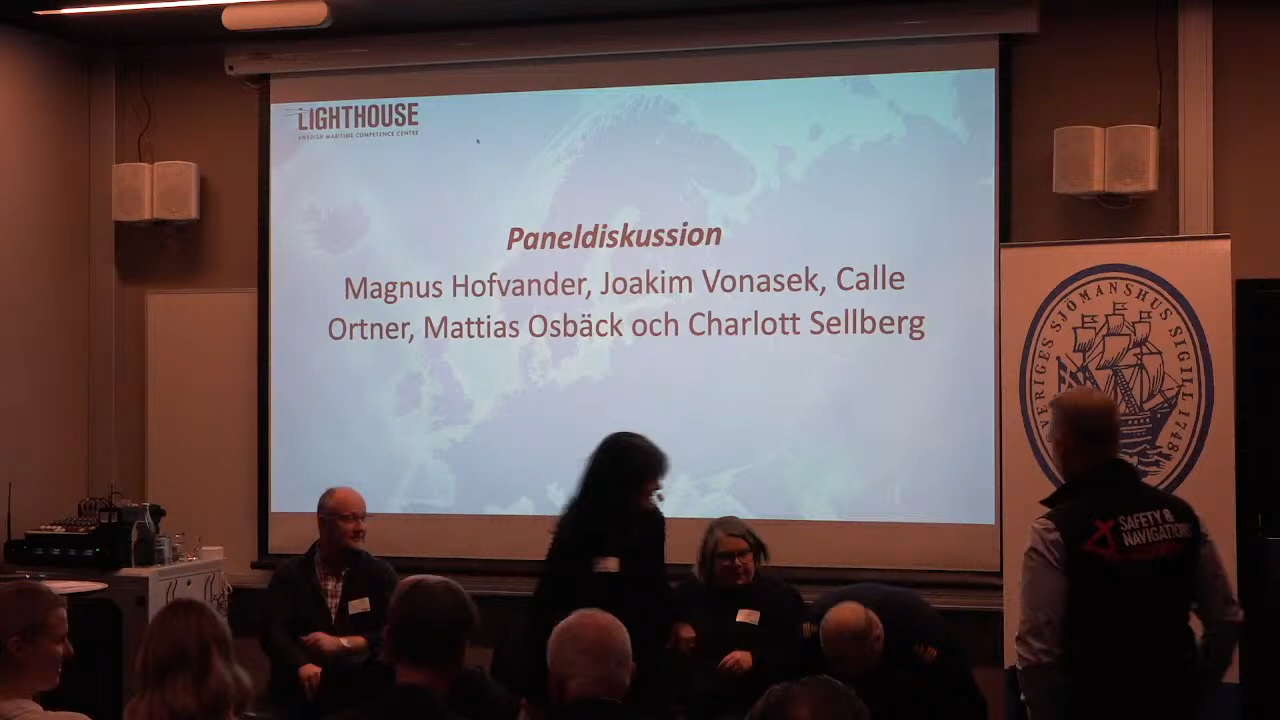 LIGHTHOUSE
SWEDISH MARITIME COMPETENCE CENTRE
Paneldiskussion
Magnus Hofvander, Joakim Vonasek, Calle
Ortner, Mattias Osbäck och Charlott Sellberg
SVERIGES SJÖMANSHUS SIGILL 1748
SAFETY &
NAVIGATION